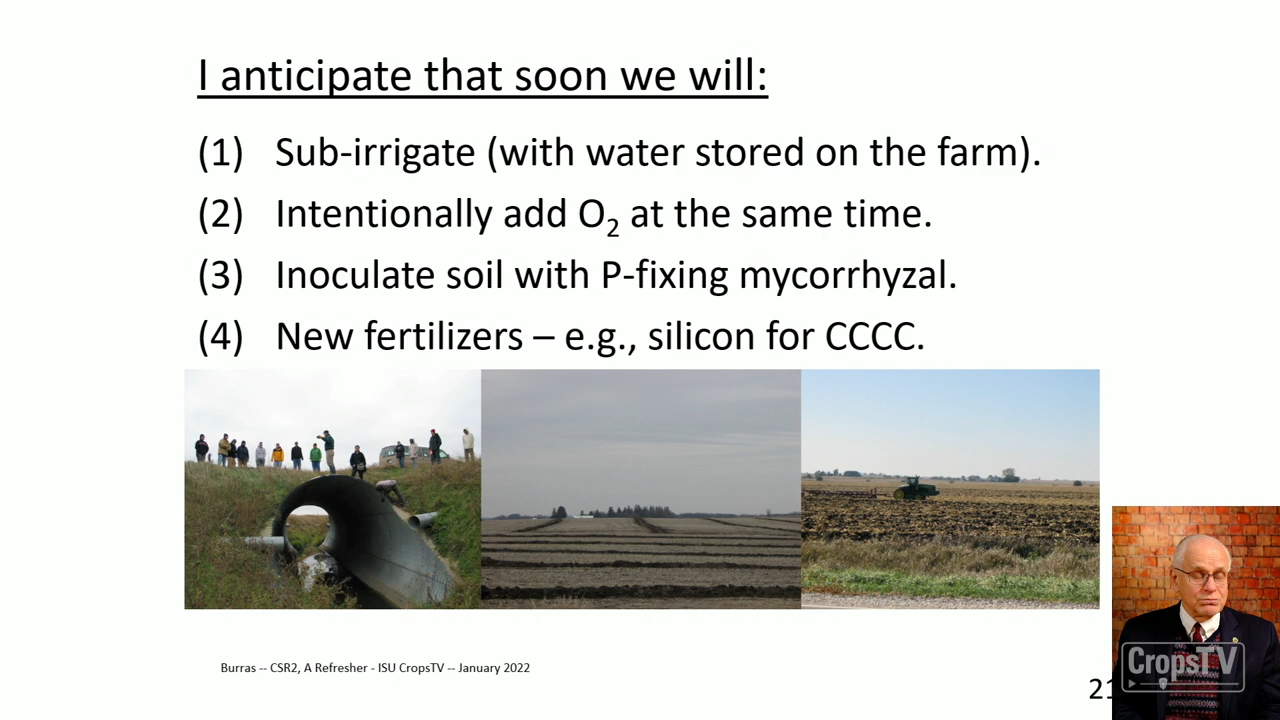 I anticipate that soon we will:
(1) Sub-irrigate (with water stored on the farm).
(2) Intentionally add O₂ at the same time.
(3) Inoculate soil with P-fixing mycorrhyzal.
(4) New fertilizers – e.g., silicon for CCCC.
Burras -- CSR2, A Refresher - ISU CropsTV -- January 2022
CropsTV